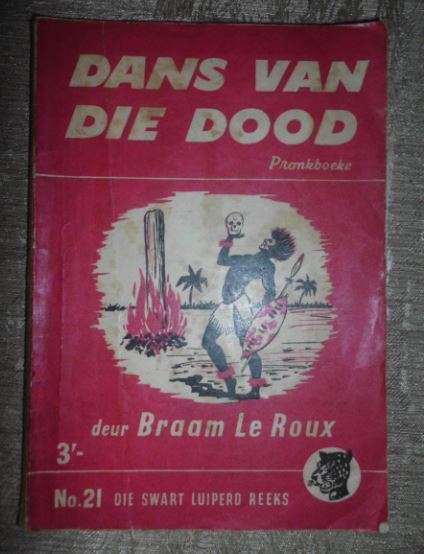 DANS VAN
DIE DOOD
Pronkboeke
deur Braam Le Roux
3'-
No.21 DIE SWART LUIPERD REEKS